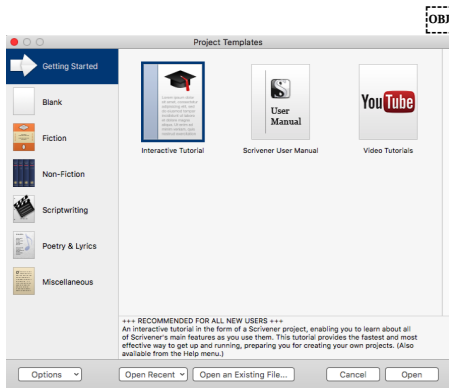 OBJ
Project Templates
Getting Started
Blank
Fiction
Non-Fiction
Scriptwriting
Poetry & Lyrics
Miscellaneous
User
Manual
YouTube
Interactive Tutorial
Scrivener User Manual
Video Tutorials
+++ RECOMMENDED FOR ALL NEW USERS +++
An interactive tutorial in the form of a Scrivener project, enabling you to learn about all
of Scrivener's main features as you use them. This tutorial provides the fastest and most
effective way to get up and running, preparing you for creating your own projects. (Also
available from the Help menu.)
Options
Open Recent
Open an Existing File...
Cancel
Open